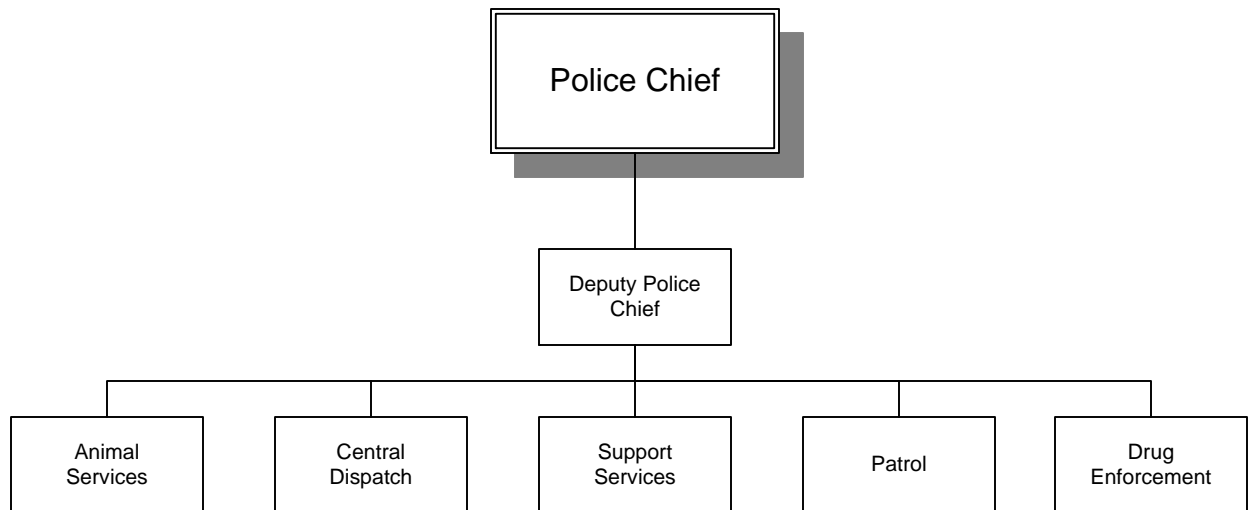 Police Chief
Deputy Police
Chief
Animal
Services
Central
Dispatch
Support
Services
Patrol
Drug
Enforcement